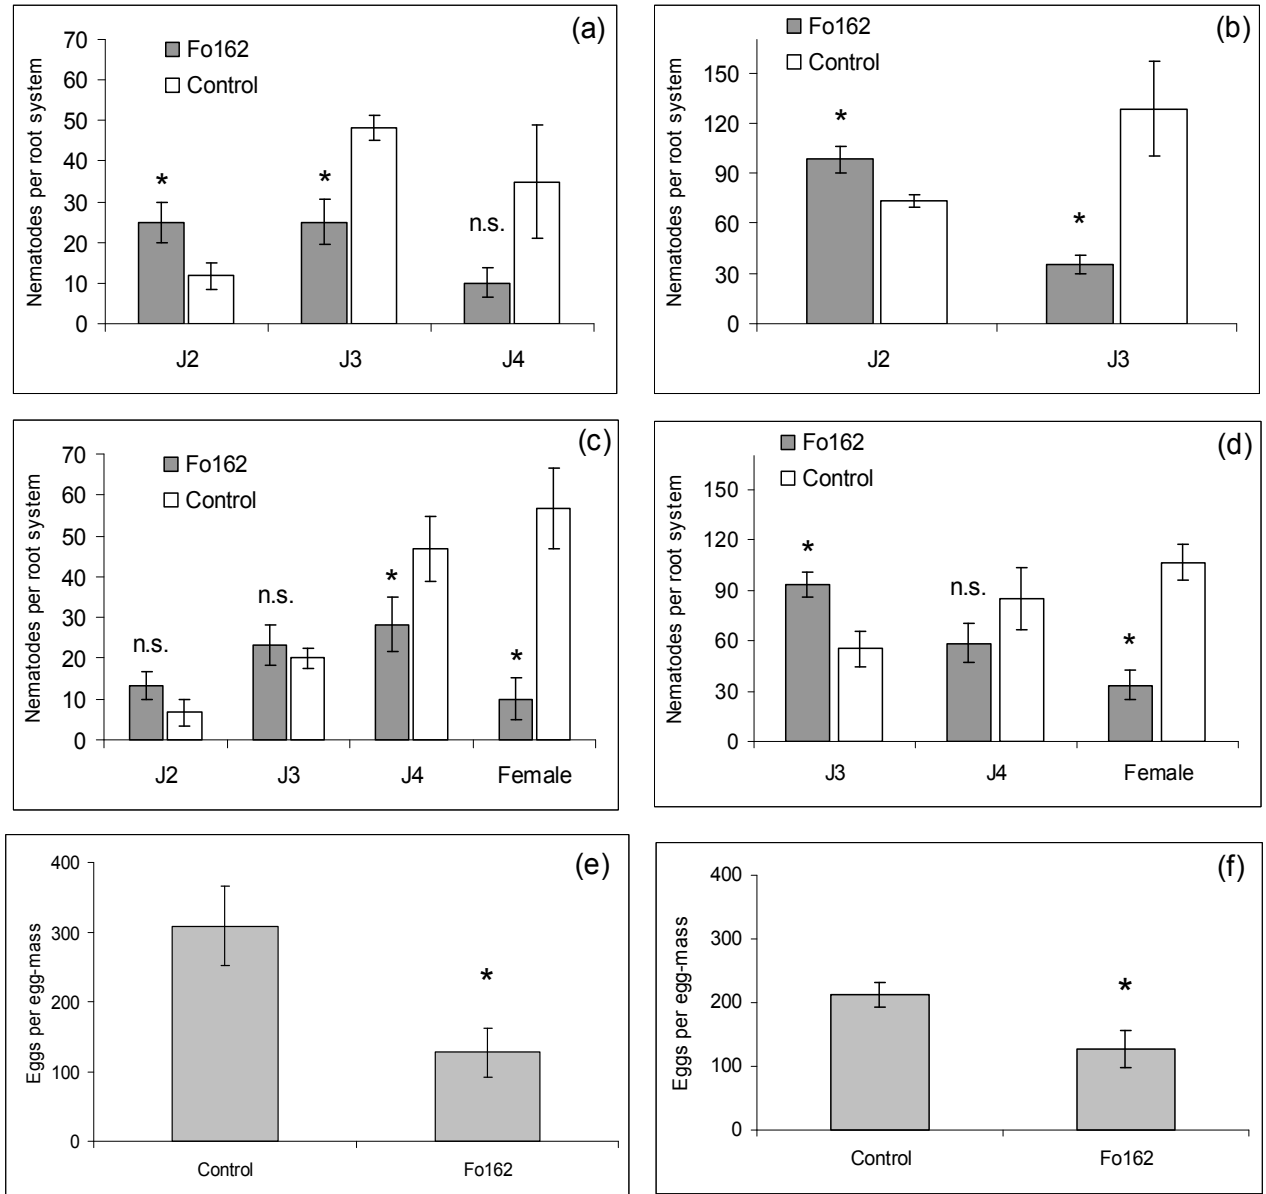 (a)
Fo162
Control
Nematodes per root system
70
60
50
40
30
20
10
0
*
*
n.s.
J2 J3 J4
(b)
Fo162
Control
Nematodes per root system
150
120
90
60
30
0
*
*
J2 J3
(c)
Fo162
Control
Nematodes per root system
70
60
50
40
30
20
10
0
n.s.
n.s.
*
*
J2 J3 J4 Female
(d)
Fo162
Control
Nematodes per root system
150
120
90
60
30
0
*
n.s.
*
J3 J4 Female
(e)
Eggs per egg-mass
400
300
200
100
0
*
Control Fo162
(f)
Eggs per egg-mass
400
300
200
100
0
*
Control Fo162